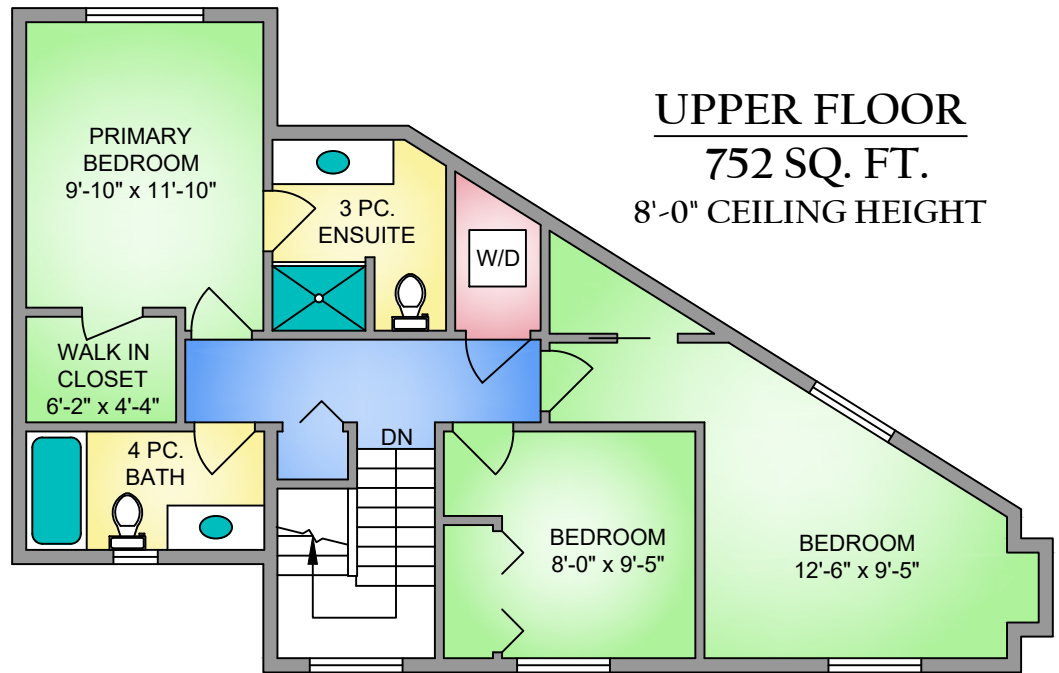 UPPER FLOOR
752 SQ. FT.
8'-0" CEILING HEIGHT
PRIMARY
BEDROOM
9'-10" x 11'-10"
3 PC.
ENSUITE
W/D
WALK IN
CLOSET
6'-2" x 4'-4"
4 PC.
BATH
DN
BEDROOM
8'-0" x 9'-5"
BEDROOM
12'-6" x 9'-5"